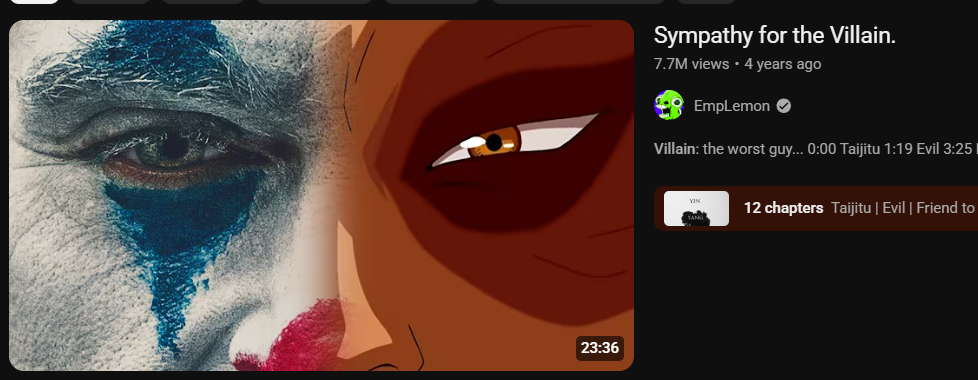 Sympathy for the Villain.
7.7M views • 4 years ago
EmpLemon
Villain: the worst guy... 0:00 Taijitu 1:19 Evil 3:25
YIN
YANG
12 chapters Taijitu | Evil | Friend to
23:36